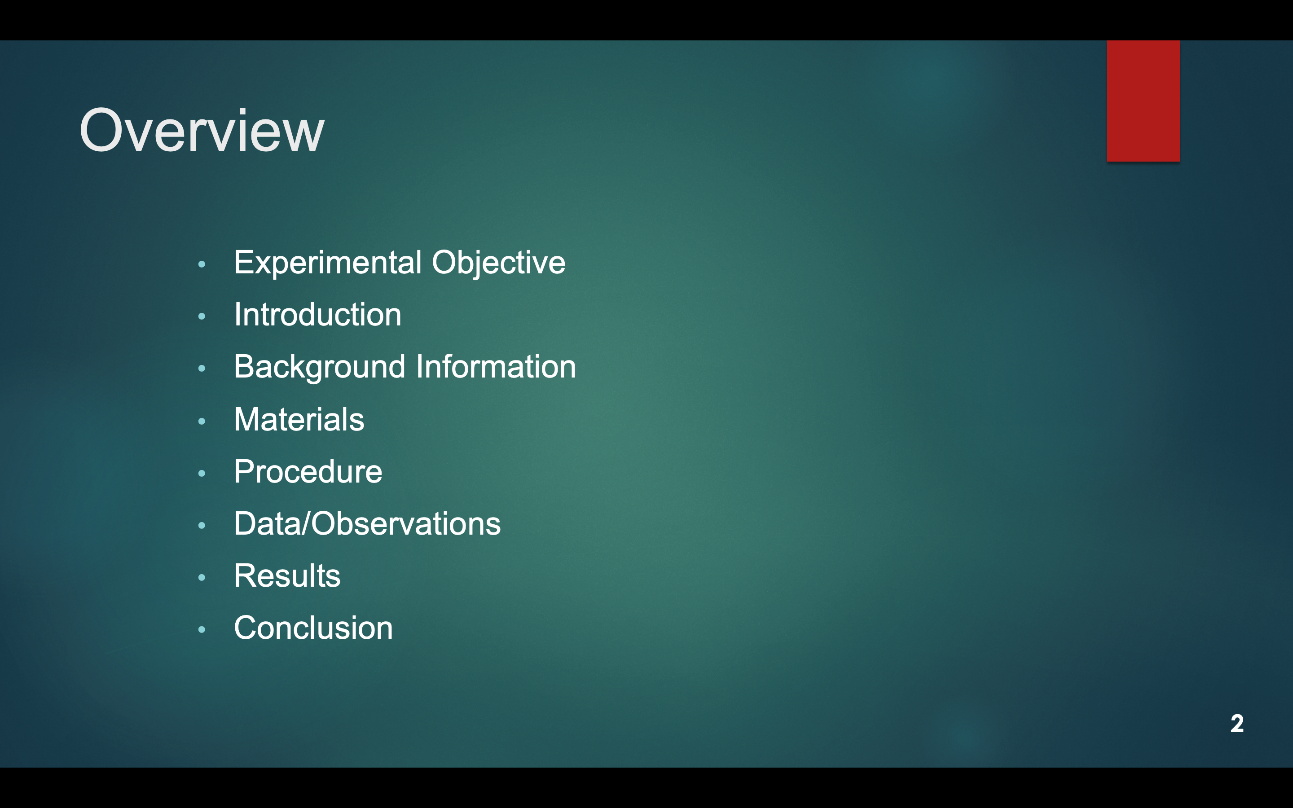 Overview
• Experimental Objective
• Introduction
• Background Information
• Materials
• Procedure
• Data/Observations
• Results
• Conclusion
2